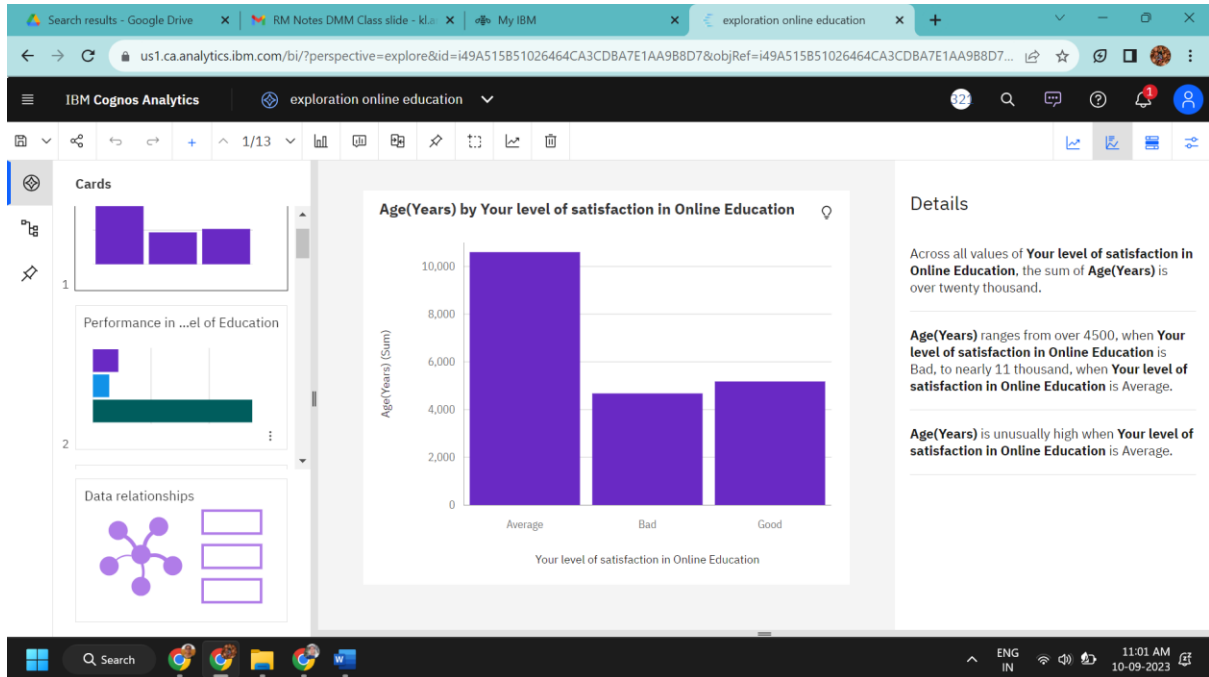 Search results - Google Drive
RM Notes DMM Class slide - kl.a
My IBM
exploration online education
us1.ca.analytics.ibm.com/bi/?perspective=explore&id=i49A515B51026464CA3CDBA7E1AA9B8D7&objRef=i49A515B51026464CA3CDBA7E1AA9B8D7...
IBM Cognos Analytics
exploration online education
321
1
1/13
Cards
1
Performance in ...el of Education
2
Data relationships
Age(Years) by Your level of satisfaction in Online Education
Age(Years) (Sum)
10,000
8,000
6,000
4,000
2,000
0
Average Bad Good
Your level of satisfaction in Online Education
Details
Across all values of Your level of satisfaction in
Online Education, the sum of Age(Years) is
over twenty thousand.
Age(Years) ranges from over 4500, when Your
level of satisfaction in Online Education is
Bad, to nearly 11 thousand, when Your level of
satisfaction in Online Education is Average.
Age(Years) is unusually high when Your level of
satisfaction in Online Education is Average.
Search
ENG
IN
11:01 AM
10-09-2023